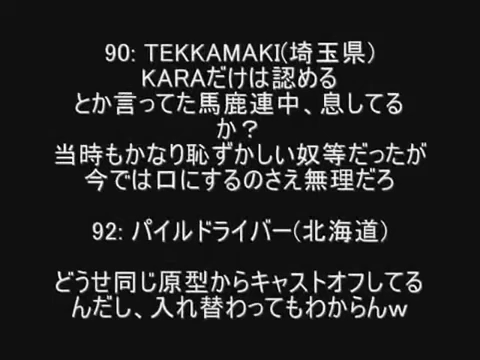 90: TEKKAMAKI(埼玉県)
KARAだけは認める
とか言ってた馬鹿連中、息してる
か？
当時もかなり恥ずかしい奴等だったが
今では口にするのさえ無理だろ
92: パイルドライバー(北海道)
どうせ同じ原型からキャストオフしてる
んだし、入れ替わってもわからんｗ